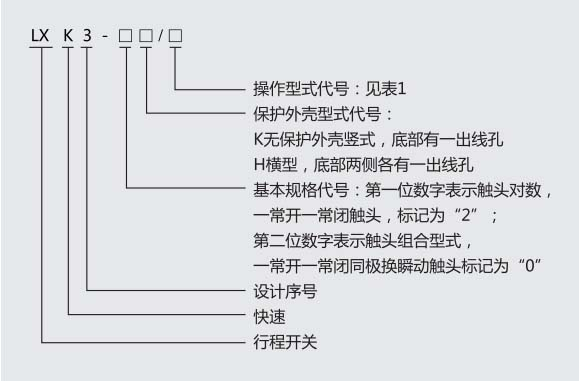 LX K 3 - □ □ / □
操作型式代号：见表1
保护外壳型式代号：
K无保护外壳竖式，底部有一出线孔
H横型，底部两侧各有一出线孔
基本规格代号：第一位数字表示触头对数，
一常开一常闭触头，标记为“2”；
第二位数字表示触头组合型式，
一常开一常闭同极换瞬动触头标记为“0”
设计序号
快速
行程开关